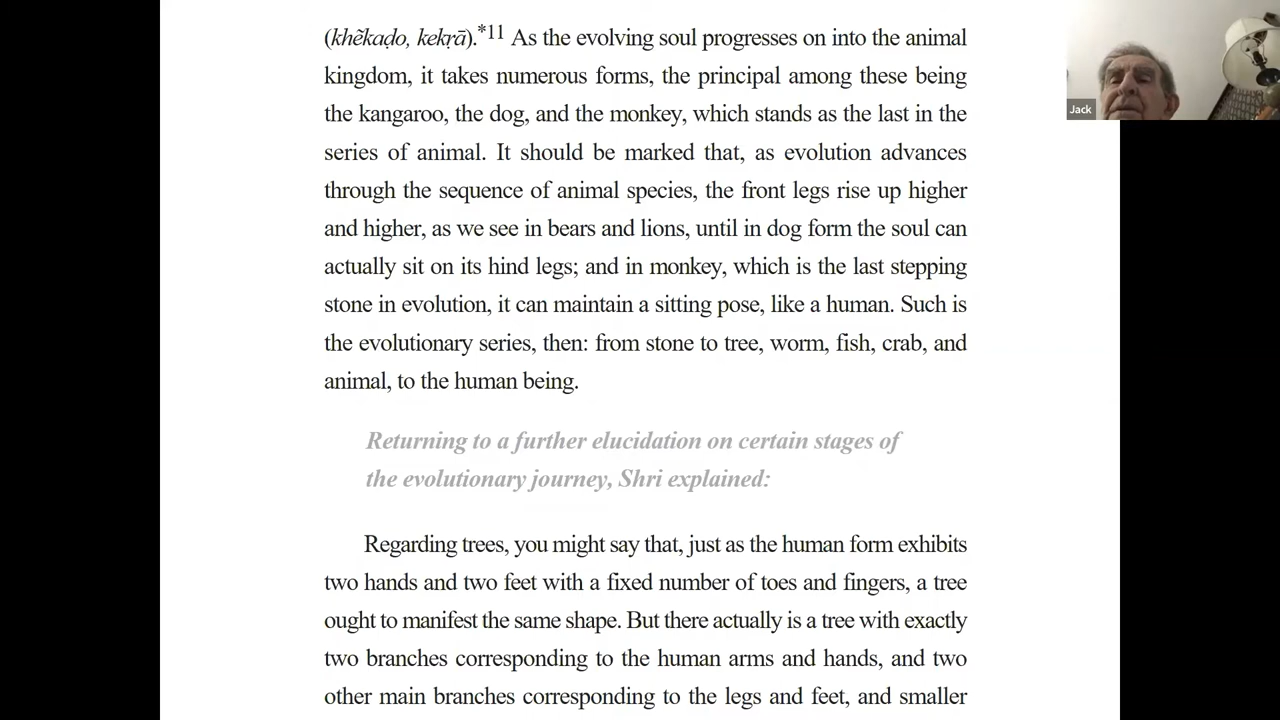 (khẽkaḍo, kekṛā).*11 As the evolving soul progresses on into the animal
kingdom, it takes numerous forms, the principal among these being
the kangaroo, the dog, and the monkey, which stands as the last in the
series of animal. It should be marked that, as evolution advances
through the sequence of animal species, the front legs rise up higher
and higher, as we see in bears and lions, until in dog form the soul can
actually sit on its hind legs; and in monkey, which is the last stepping
stone in evolution, it can maintain a sitting pose, like a human. Such is
the evolutionary series, then: from stone to tree, worm, fish, crab, and
animal, to the human being.
Returning to a further elucidation on certain stages of
the evolutionary journey, Shri explained:
Regarding trees, you might say that, just as the human form exhibits
two hands and two feet with a fixed number of toes and fingers, a tree
ought to manifest the same shape. But there actually is a tree with exactly
two branches corresponding to the human arms and hands, and two
other main branches corresponding to the legs and feet, and smaller
Jack